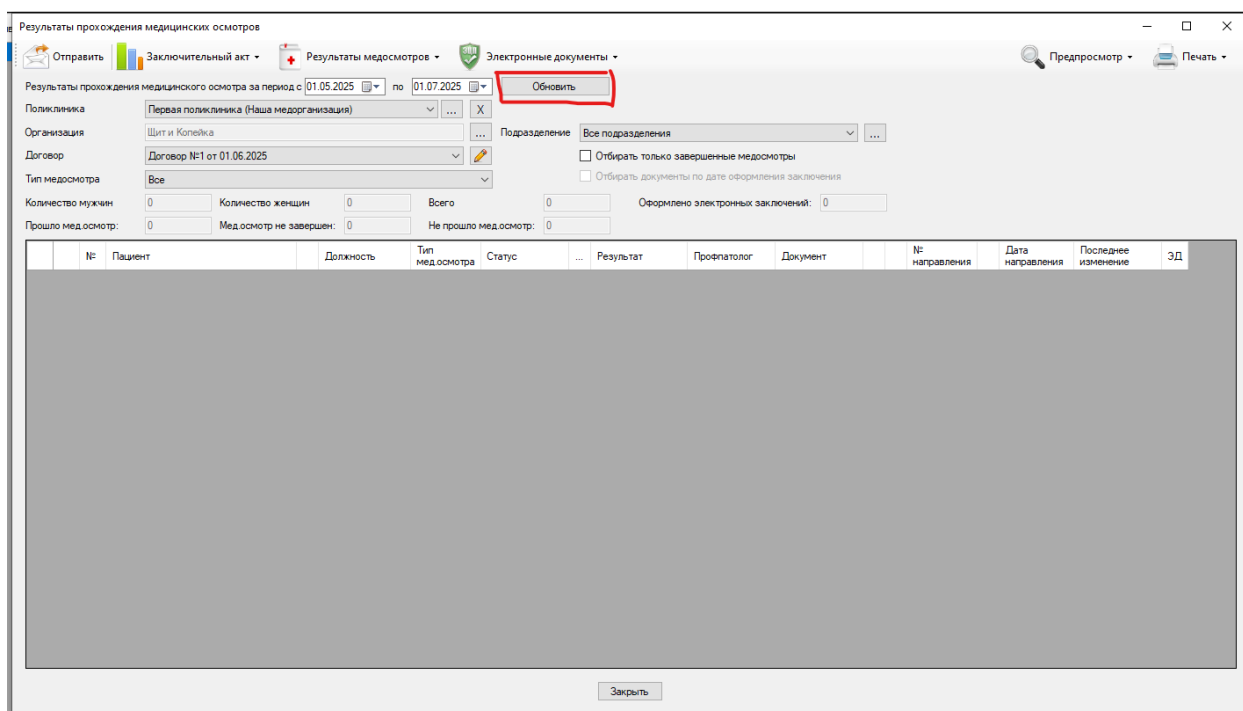 Результаты прохождения медицинских осмотров
Отправить Заключительный акт Результаты медосмотров ЭДЛ Электронные документы Предпросмотр Печать
Результаты прохождения медицинского осмотра за период с 01.05.2025 по 01.07.2025 Обновить
Поликлиника Первая поликлиника (Наша медорганизация) ... X
Организация Щит и Копейка ... Подразделение Все подразделения ...
Договор Договор №1 от 01.06.2025 Отбирать только завершенные медосмотры
Тип медосмотра Все Отбирать документы по дате оформления заключения
Количество мужчин 0 Количество женщин 0 Всего 0 Оформлено электронных заключений: 0
Прошло мед.осмотр: 0 Мед.осмотр не завершен: 0 Не прошло мед.осмотр: 0
№ Пациент Должность Тип мед.осмотра Статус ... Результат Профпатолог Документ № направления Дата направления Последнее изменение ЭД
Закрыть